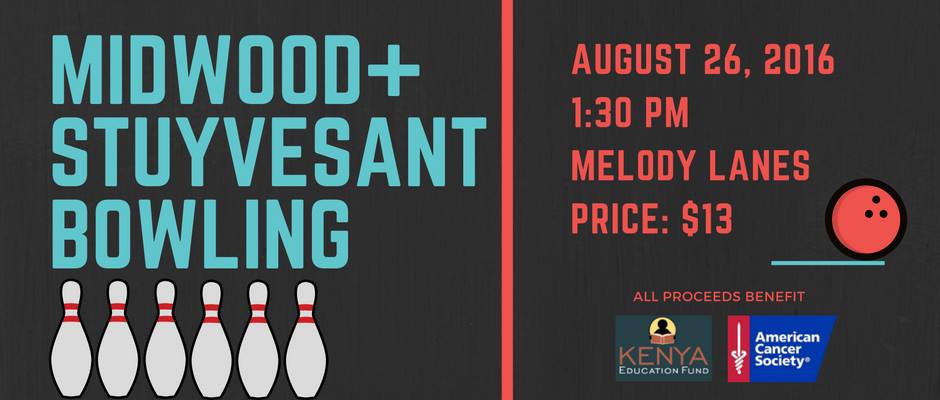 MIDWOOD+
STUYVESANT
BOWLING
AUGUST 26, 2016
1:30 PM
MELODY LANES
PRICE: $13
ALL PROCEEDS BENEFIT
KENYA
EDUCATION FUND
American
Cancer
Society®